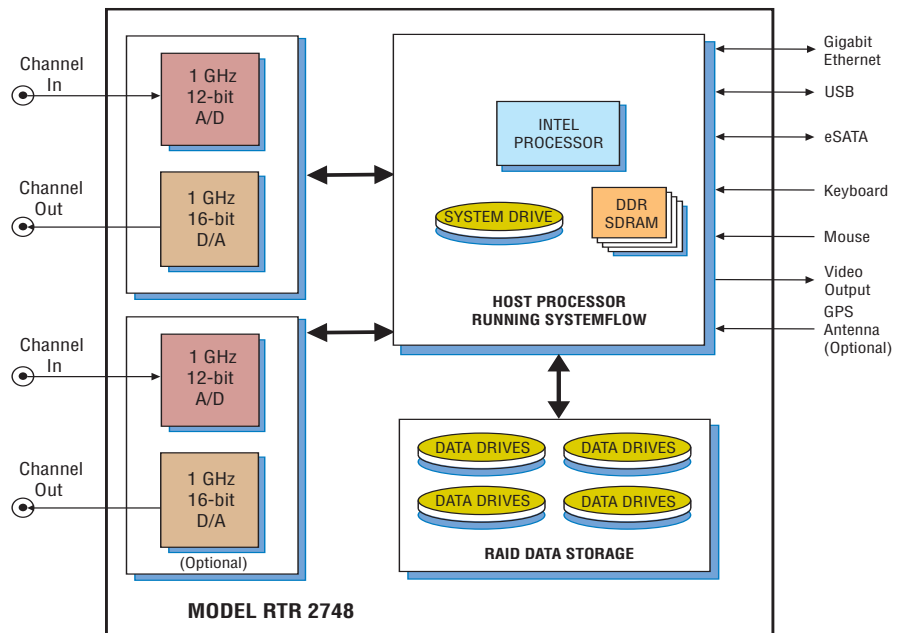 Channel
In
1 GHz
12-bit
A/D
Channel
Out
1 GHz
16-bit
D/A
Channel
In
1 GHz
12-bit
A/D
Channel
Out
1 GHz
16-bit
D/A
(Optional)
INTEL
PROCESSOR
SYSTEM DRIVE
DDR
SDRAM
HOST PROCESSOR
RUNNING SYSTEMFLOW
DATA DRIVES
DATA DRIVES
DATA DRIVES
DATA DRIVES
RAID DATA STORAGE
Gigabit
Ethernet
USB
eSATA
Keyboard
Mouse
Video
Output
GPS
Antenna
(Optional)
MODEL RTR 2748